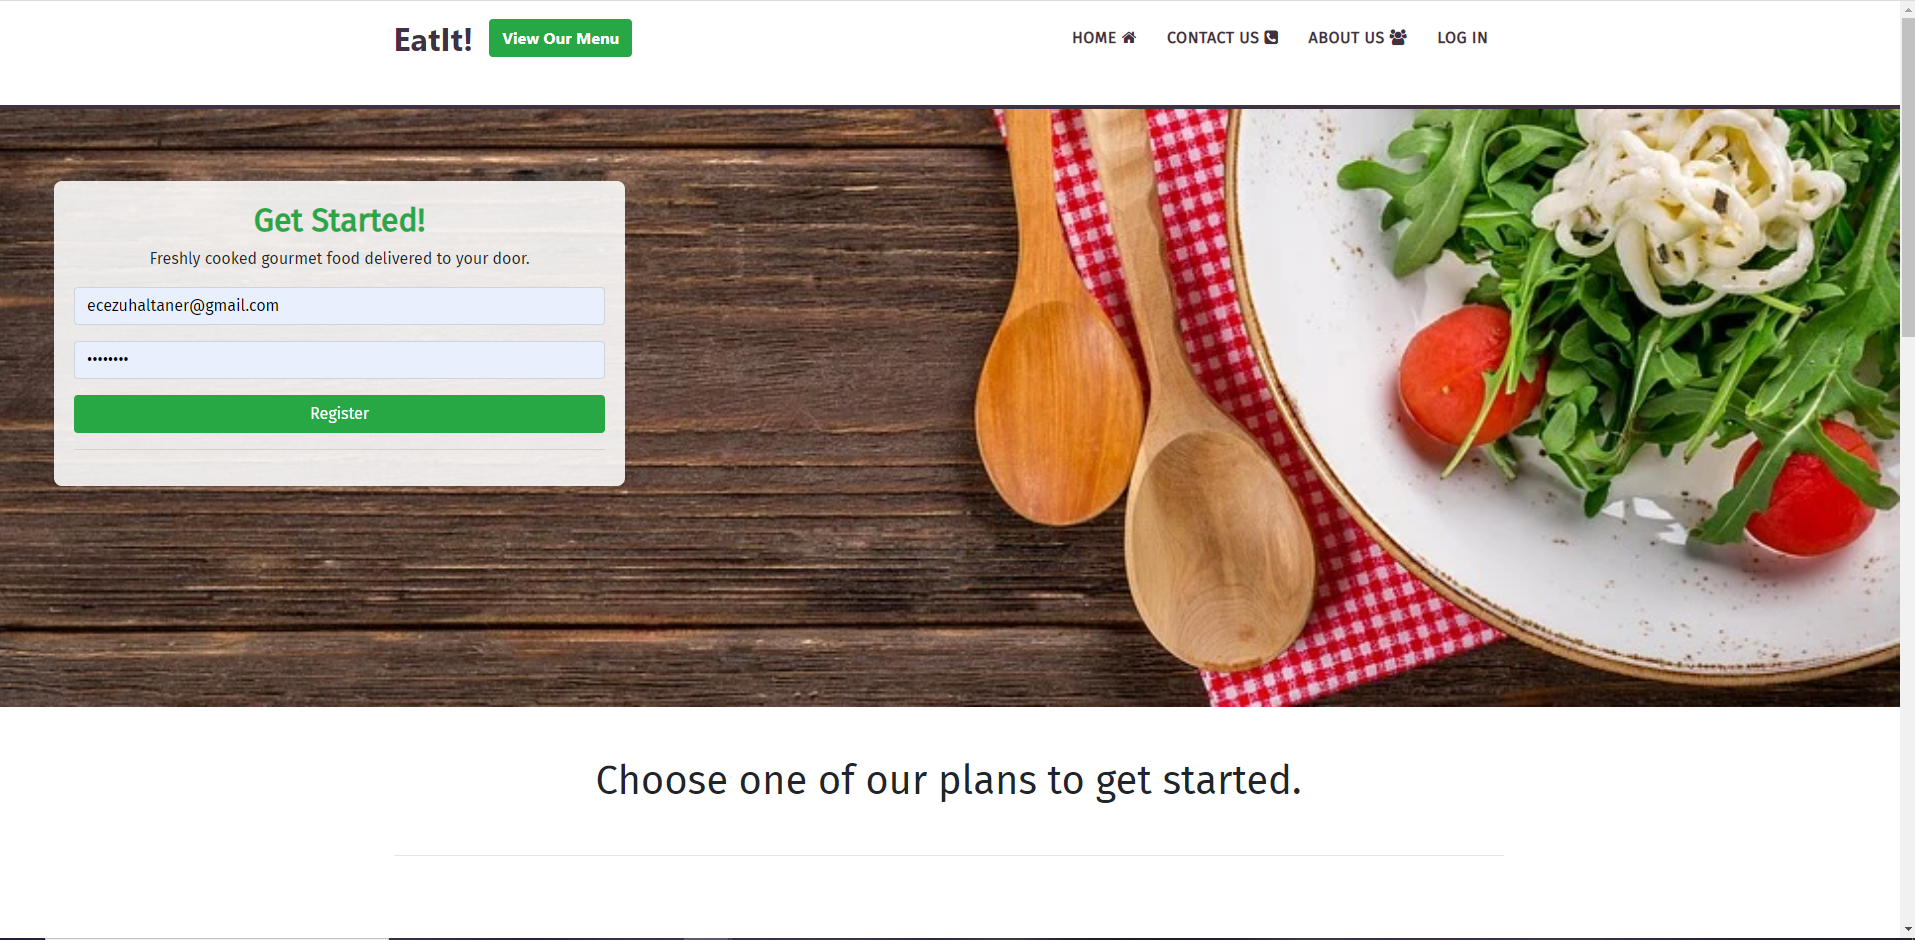 EatIt! View Our Menu HOME CONTACT US ABOUT US LOG IN
Get Started!
Freshly cooked gourmet food delivered to your door.
ecezuhaltaner@gmail.com
••••••••
Register
Choose one of our plans to get started.